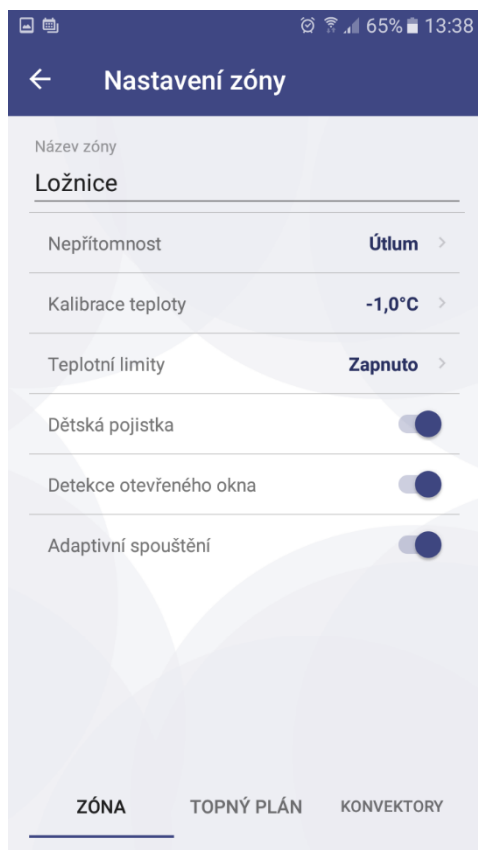 65% 13:38
Nastavení zóny
Název zóny
Ložnice
Nepřítomnost Útlum
Kalibrace teploty -1,0°C
Teplotní limity Zapnuto
Dětská pojistka
Detekce otevřeného okna
Adaptivní spouštění
ZÓNA TOPNÝ PLÁN KONVEKTORY